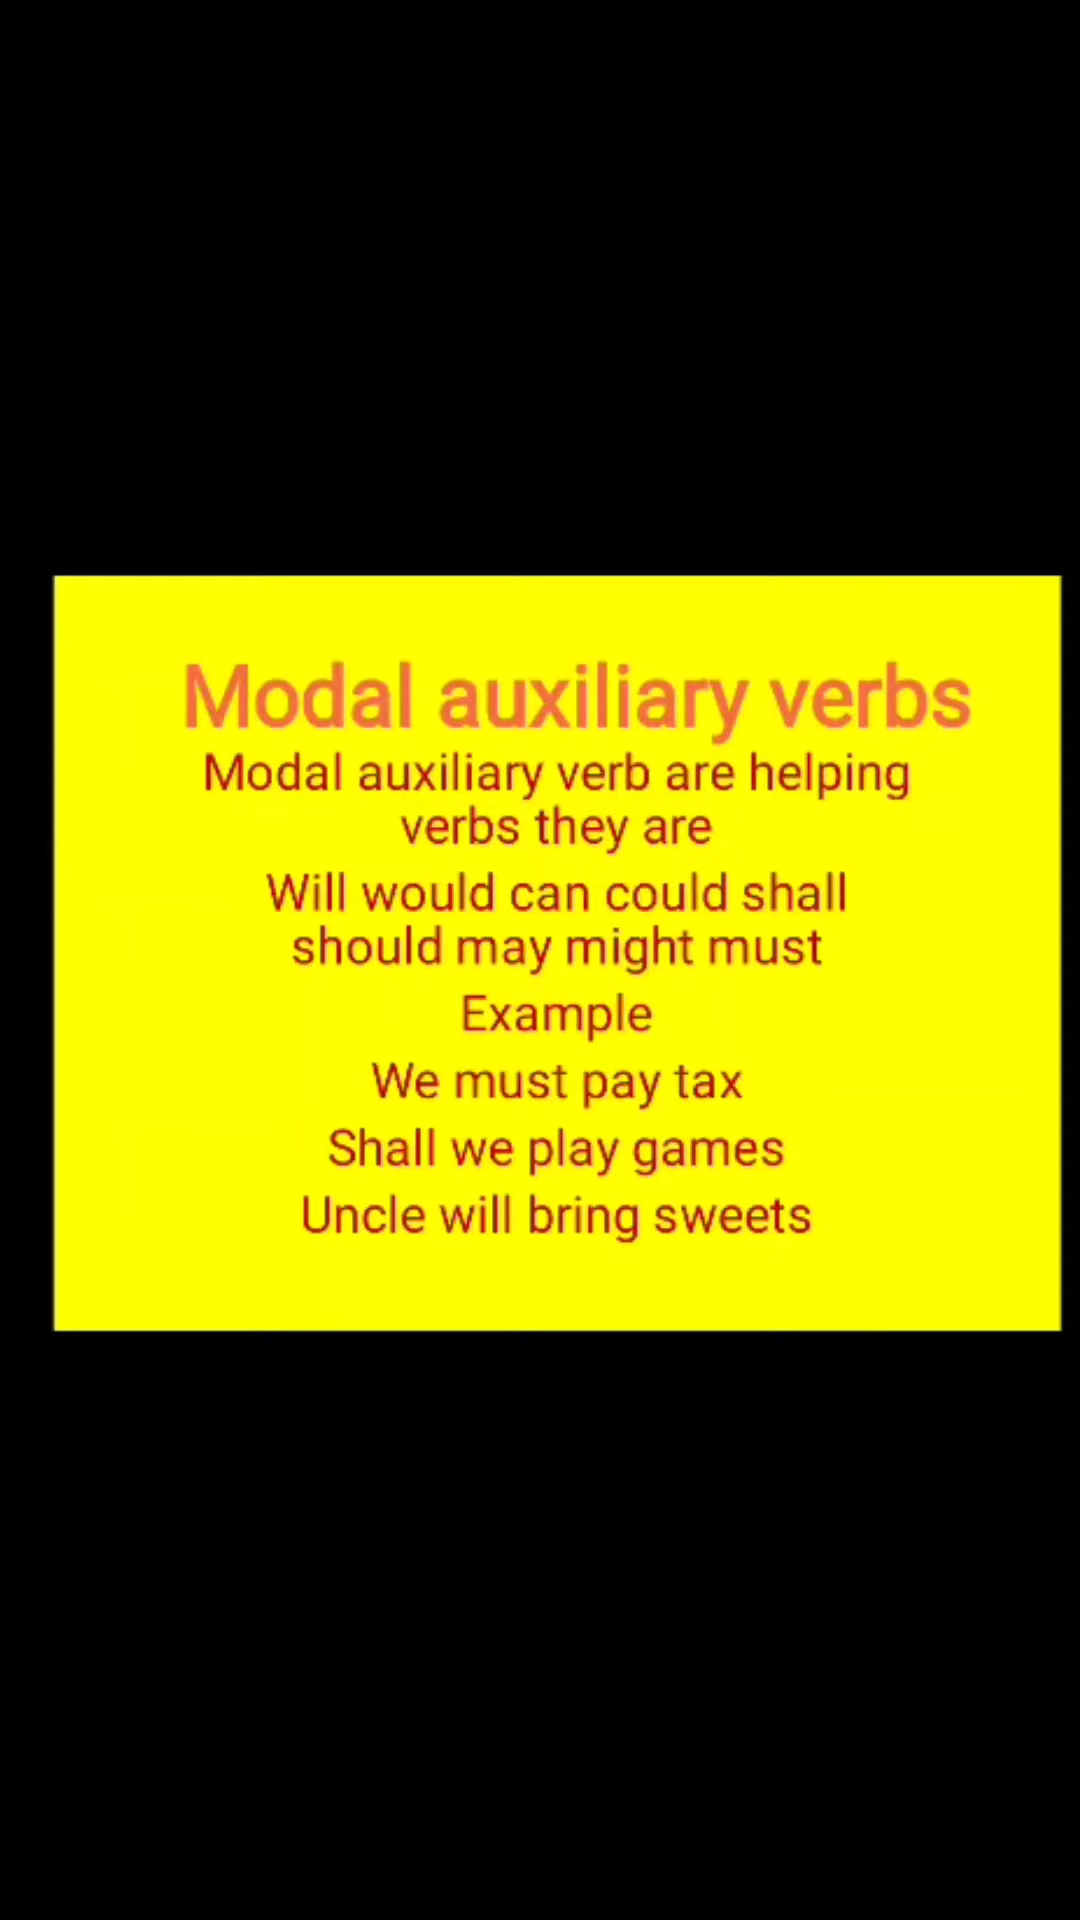 Modal auxiliary verbs
Modal auxiliary verb are helping
verbs they are
Will would can could shall
should may might must
Example
We must pay tax
Shall we play games
Uncle will bring sweets